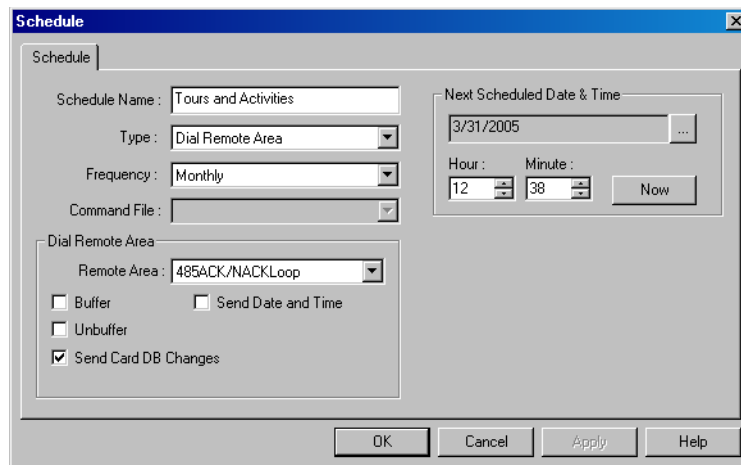 Schedule
Schedule
Schedule Name : Tours and Activities
Type : Dial Remote Area
Frequency : Monthly
Command File :
Dial Remote Area
Remote Area : 485ACK/NACKLoop
Buffer Send Date and Time
Unbuffer
Send Card DB Changes
Next Scheduled Date & Time
3/31/2005 ...
Hour : Minute :
12 38 Now
OK Cancel Apply Help